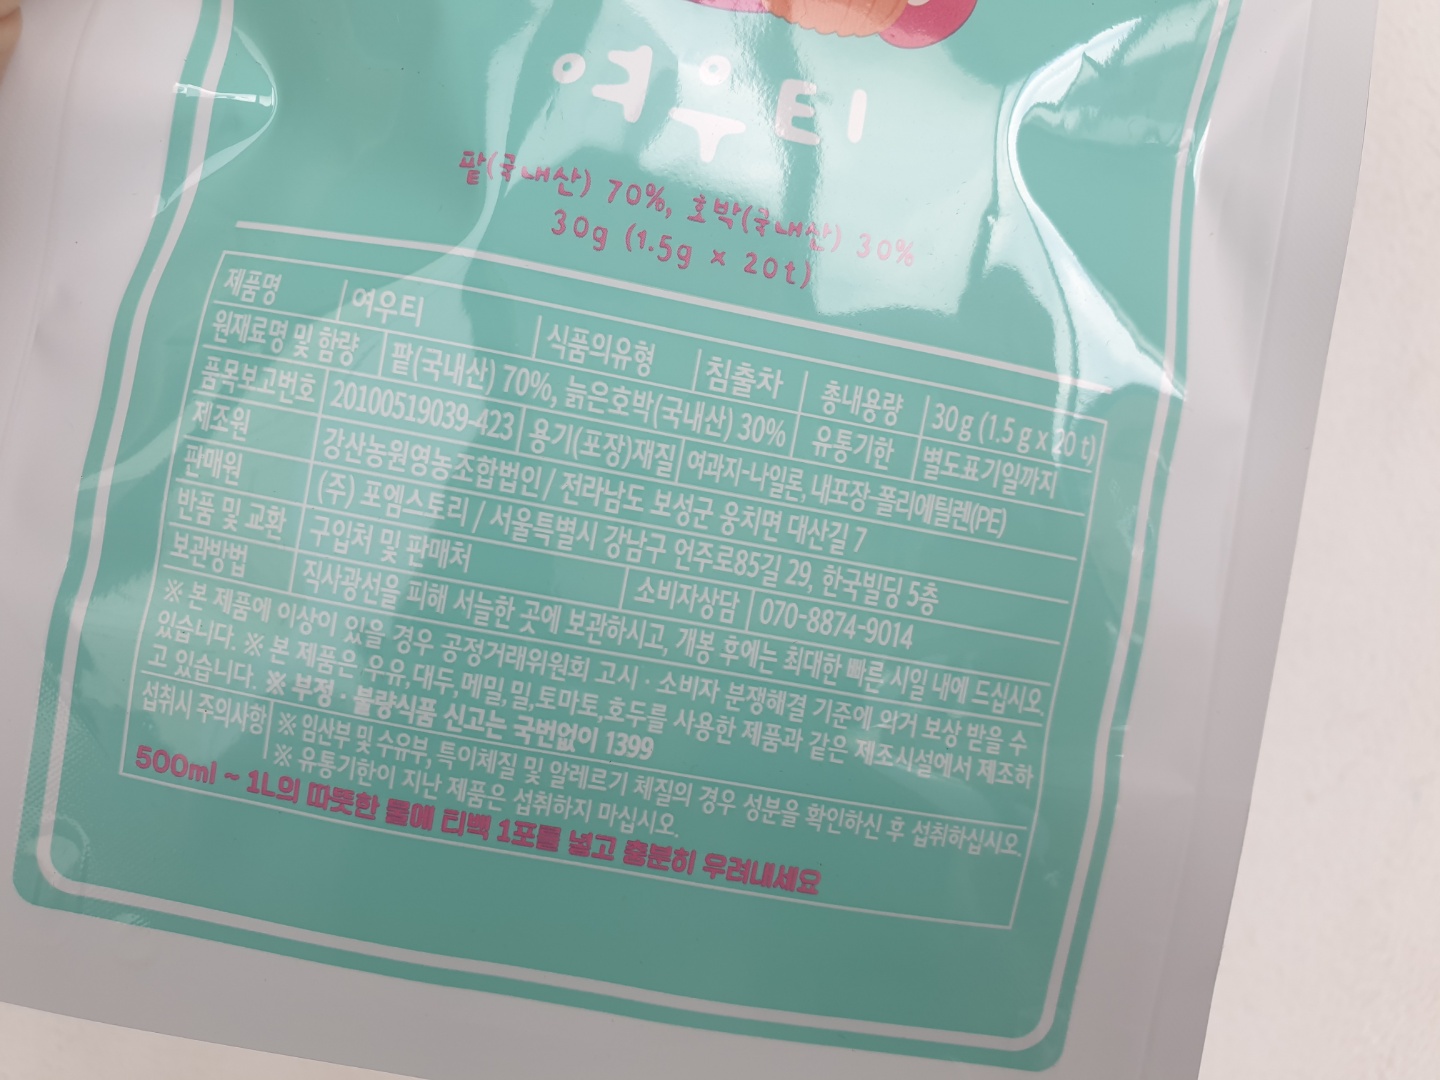 여우티
팥(국내산) 70%, 호박(국내산) 30%
30g (1.5g x 20t)
제품명 여우티 식품의유형 침출차 총내용량 30g (1.5 g x 20 t)
원재료명 및 함량 팥(국내산) 70%, 늙은호박(국내산) 30% 유통기한 별도표기일까지
품목보고번호 20100519039-423 용기(포장)재질 여과지-나일론, 내포장-폴리에틸렌(PE)
제조원 강산농원영농조합법인 / 전라남도 보성군 웅치면 대산길 7
판매원 (주) 포엠스토리 / 서울특별시 강남구 언주로85길 29, 한국빌딩 5층
반품 및 교환 구입처 및 판매처 소비자상담 070-8874-9014
보관방법 직사광선을 피해 서늘한 곳에 보관하시고, 개봉 후에는 최대한 빠른 시일 내에 드십시오.
※ 본 제품에 이상이 있을 경우 공정거래위원회 고시 · 소비자 분쟁해결 기준에 의거 보상 받을 수
있습니다. ※ 본 제품은 우유, 대두, 메밀, 밀, 토마토, 호두를 사용한 제품과 같은 제조시설에서 제조하
고 있습니다. ※ 부정 · 불량식품 신고는 국번없이 1399
섭취시 주의사항 ※ 임산부 및 수유부, 특이체질 및 알레르기 체질의 경우 성분을 확인하신 후 섭취하십시오.
※ 유통기한이 지난 제품은 섭취하지 마십시오.
500ml ~ 1L의 따뜻한 물에 티백 1포를 넣고 충분히 우려내세요